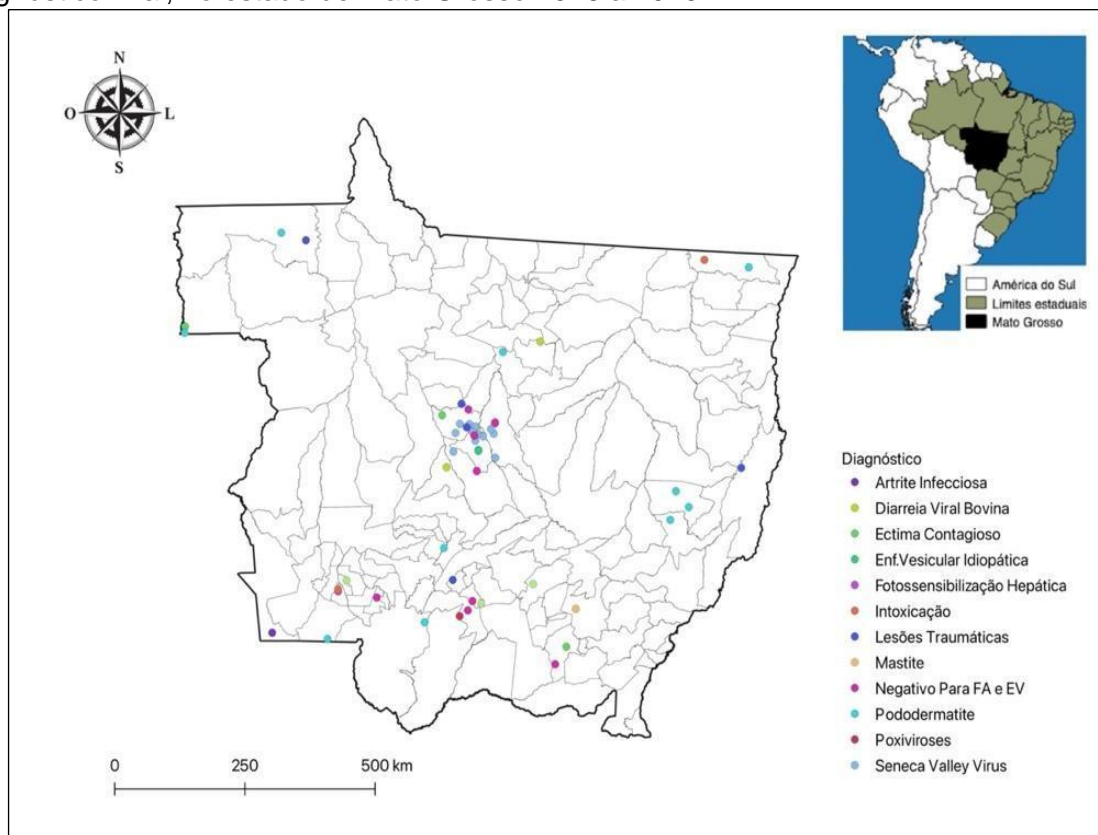 N
O
L
S
América do Sul
Limites estaduais
Mato Grosso
Diagnóstico
Artrite Infecciosa
Diarreia Viral Bovina
Ectima Contagioso
Enf.Vesicular Idiopática
Fotossensibilização Hepática
Intoxicação
Lesões Traumáticas
Mastite
Negativo Para FA e EV
Pododermatite
Poxiviroses
Seneca Valley Virus
0
250
500 km